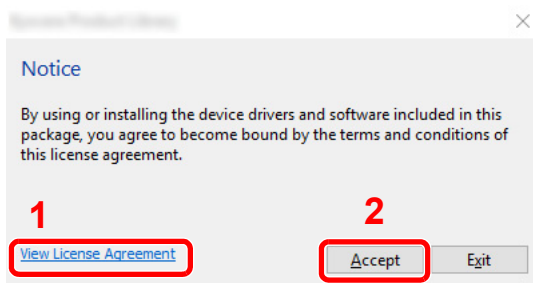 Notice
By using or installing the device drivers and software included in this
package, you agree to become bound by the terms and conditions of
this license agreement.
1
2
View License Agreement
Accept
Exit